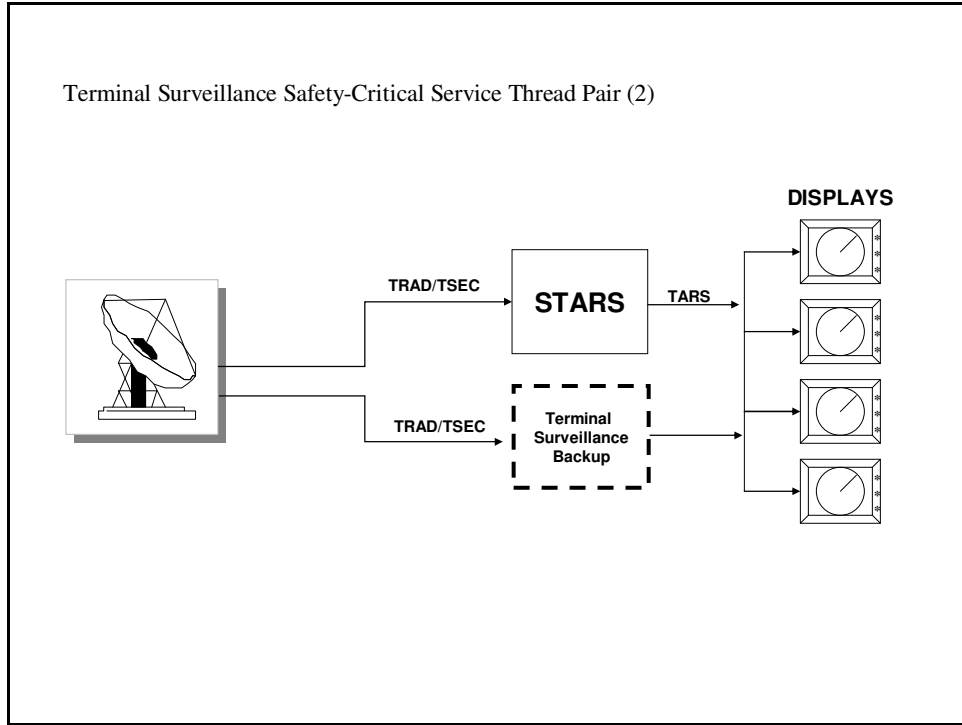 Terminal Surveillance Safety-Critical Service Thread Pair (2)
DISPLAYS
TRAD/TSEC
STARS
TARS
TRAD/TSEC
Terminal
Surveillance
Backup